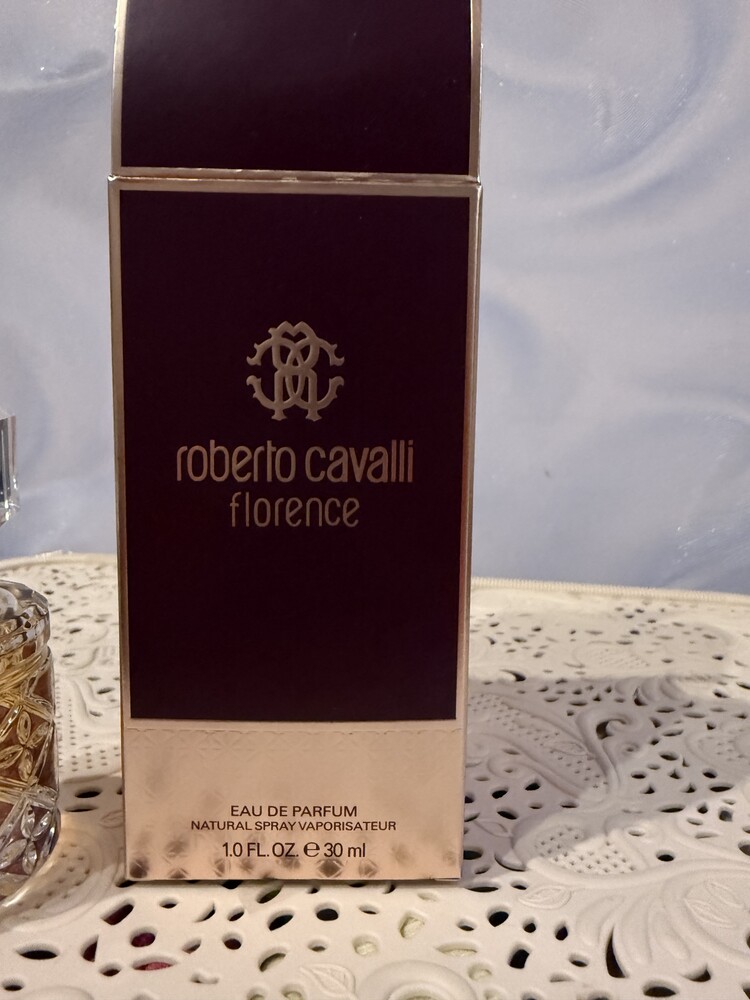 roberto cavalli
florence
EAU DE PARFUM
NATURAL SPRAY VAPORISATEUR
1.0 FL. OZ. ℮ 30 ml